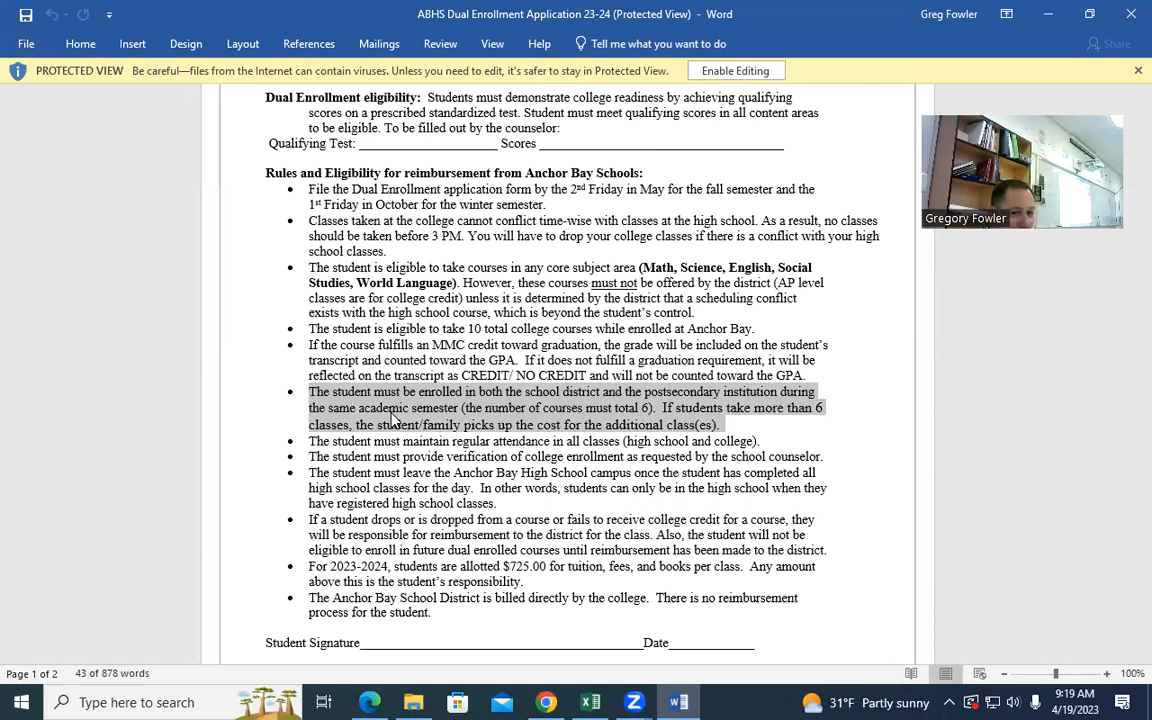 ABHS Dual Enrollment Application 23-24 (Protected View) - Word
Greg Fowler
File Home Insert Design Layout References Mailings Review View Help Tell me what you want to do Share
PROTECTED VIEW Be careful—files from the Internet can contain viruses. Unless you need to edit, it's safer to stay in Protected View. Enable Editing
Dual Enrollment eligibility: Students must demonstrate college readiness by achieving qualifying
scores on a prescribed standardized test. Student must meet qualifying scores in all content areas
to be eligible. To be filled out by the counselor:
Qualifying Test: ____________________ Scores ___________________________________
Rules and Eligibility for reimbursement from Anchor Bay Schools:
• File the Dual Enrollment application form by the 2nd Friday in May for the fall semester and the
1st Friday in October for the winter semester.
• Classes taken at the college cannot conflict time-wise with classes at the high school. As a result, no classes
should be taken before 3 PM. You will have to drop your college classes if there is a conflict with your high
school classes.
• The student is eligible to take courses in any core subject area (Math, Science, English, Social
Studies, World Language). However, these courses must not be offered by the district (AP level
classes are for college credit) unless it is determined by the district that a scheduling conflict
exists with the high school course, which is beyond the student's control.
• The student is eligible to take 10 total college courses while enrolled at Anchor Bay.
• If the course fulfills an MMC credit toward graduation, the grade will be included on the student's
transcript and counted toward the GPA. If it does not fulfill a graduation requirement, it will be
reflected on the transcript as CREDIT/ NO CREDIT and will not be counted toward the GPA.
• The student must be enrolled in both the school district and the postsecondary institution during
the same academic semester (the number of courses must total 6). If students take more than 6
classes, the student/family picks up the cost for the additional class(es).
• The student must maintain regular attendance in all classes (high school and college).
• The student must provide verification of college enrollment as requested by the school counselor.
• The student must leave the Anchor Bay High School campus once the student has completed all
high school classes for the day. In other words, students can only be in the high school when they
have registered high school classes.
• If a student drops or is dropped from a course or fails to receive college credit for a course, they
will be responsible for reimbursement to the district for the class. Also, the student will not be
eligible to enroll in future dual enrolled courses until reimbursement has been made to the district.
• For 2023-2024, students are allotted $725.00 for tuition, fees, and books per class. Any amount
above this is the student's responsibility.
• The Anchor Bay School District is billed directly by the college. There is no reimbursement
process for the student.
Student Signature________________________________________Date____________
Gregory Fowler
Page 1 of 2 43 of 878 words 100%
Type here to search 31°F Partly sunny 9:19 AM
4/19/2023